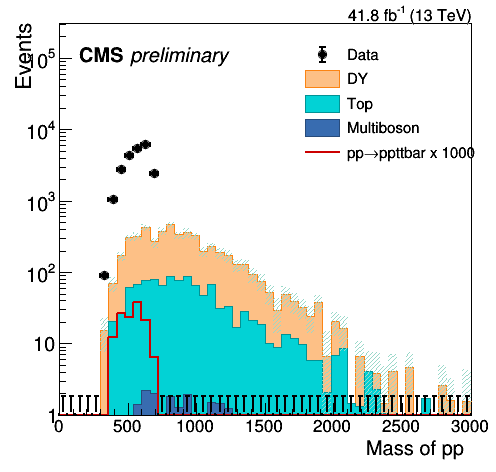 41.8 fb⁻¹ (13 TeV)
Events
CMS preliminary
Data
DY
Top
Multiboson
pp→ppttbar x 1000
10⁵
10⁴
10³
10²
10
1
0 500 1000 1500 2000 2500 3000
Mass of pp